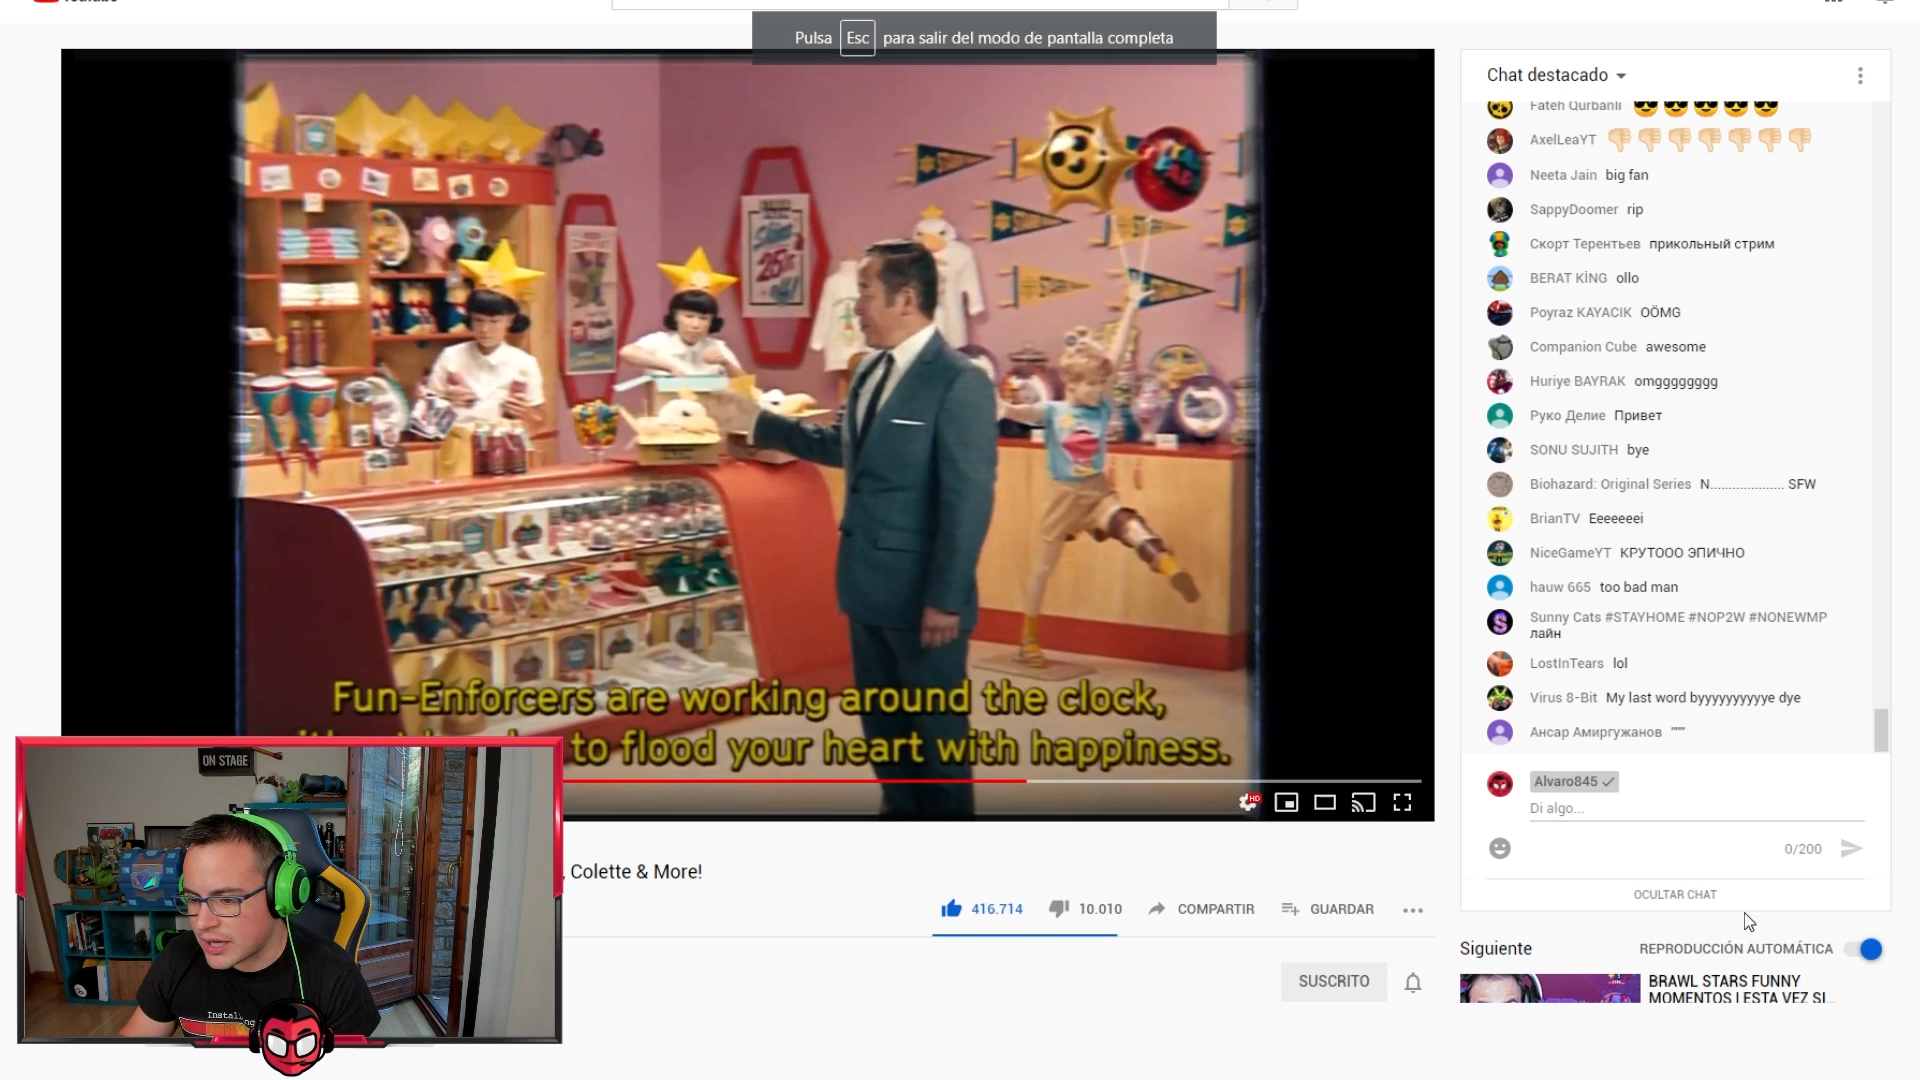 Pulsa Esc para salir del modo de pantalla completa
Chat destacado
Fateh Qurbanli
AxelLeaYT
Neeta Jain big fan
SappyDoomer rip
Скорт Терентьев прикольный стрим
BERAT KİNG ollo
Poyraz KAYACIK OÖMG
Companion Cube awesome
Huriye BAYRAK omgggggggg
Руко Делие Привет
SONU SUJITH bye
Biohazard: Original Series N................... SFW
BrianTV Eeeeeeei
NiceGameYT КРУТООО ЭПИЧНО
hauw 665 too bad man
Sunny Cats #STAYHOME #NOP2W #NONEWMP
лайн
LostInTears lol
Virus 8-Bit My last word byyyyyyyyye dye
Ансар Амиргужанов """
Alvaro845
Di algo...
0/200
OCULTAR CHAT
Siguiente REPRODUCCIÓN AUTOMÁTICA
BRAWL STARS FUNNY
MOMENTOS | ESTA VEZ SI...
25¢
Fun-Enforcers are working around the clock,
to flood your heart with happiness.
HD
ON STAGE
Installing
, Colette & More!
416.714 10.010 COMPARTIR GUARDAR
SUSCRITO